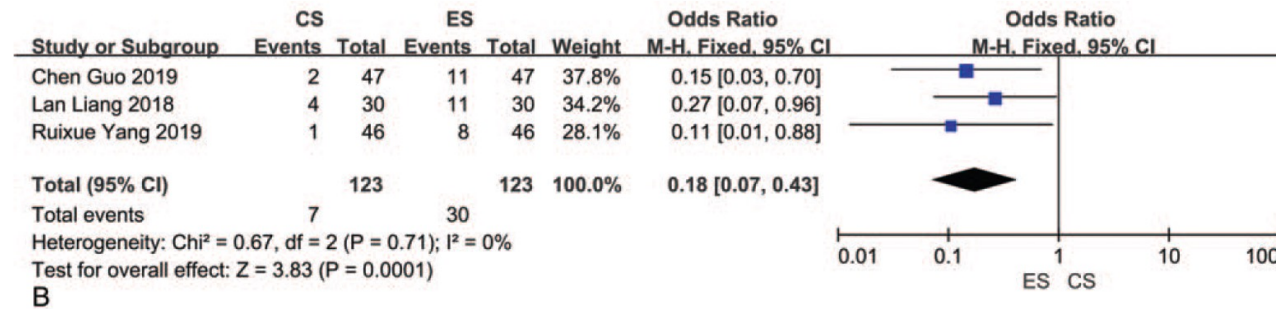 CS ES Odds Ratio Odds Ratio
Study or Subgroup Events Total Events Total Weight M-H, Fixed, 95% CI M-H, Fixed, 95% CI
Chen Guo 2019 2 47 11 47 37.8% 0.15 [0.03, 0.70]
Lan Liang 2018 4 30 11 30 34.2% 0.27 [0.07, 0.96]
Ruixue Yang 2019 1 46 8 46 28.1% 0.11 [0.01, 0.88]
Total (95% CI) 123 123 100.0% 0.18 [0.07, 0.43]
Total events 7 30
Heterogeneity: Chi² = 0.67, df = 2 (P = 0.71); I² = 0%
Test for overall effect: Z = 3.83 (P = 0.0001)
0.01 0.1 1 10 100
ES CS
B